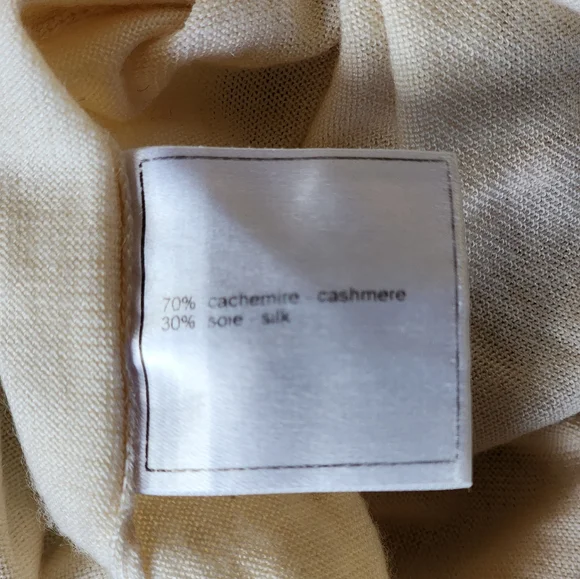 70% cachemire - cashmere
30% soie - silk